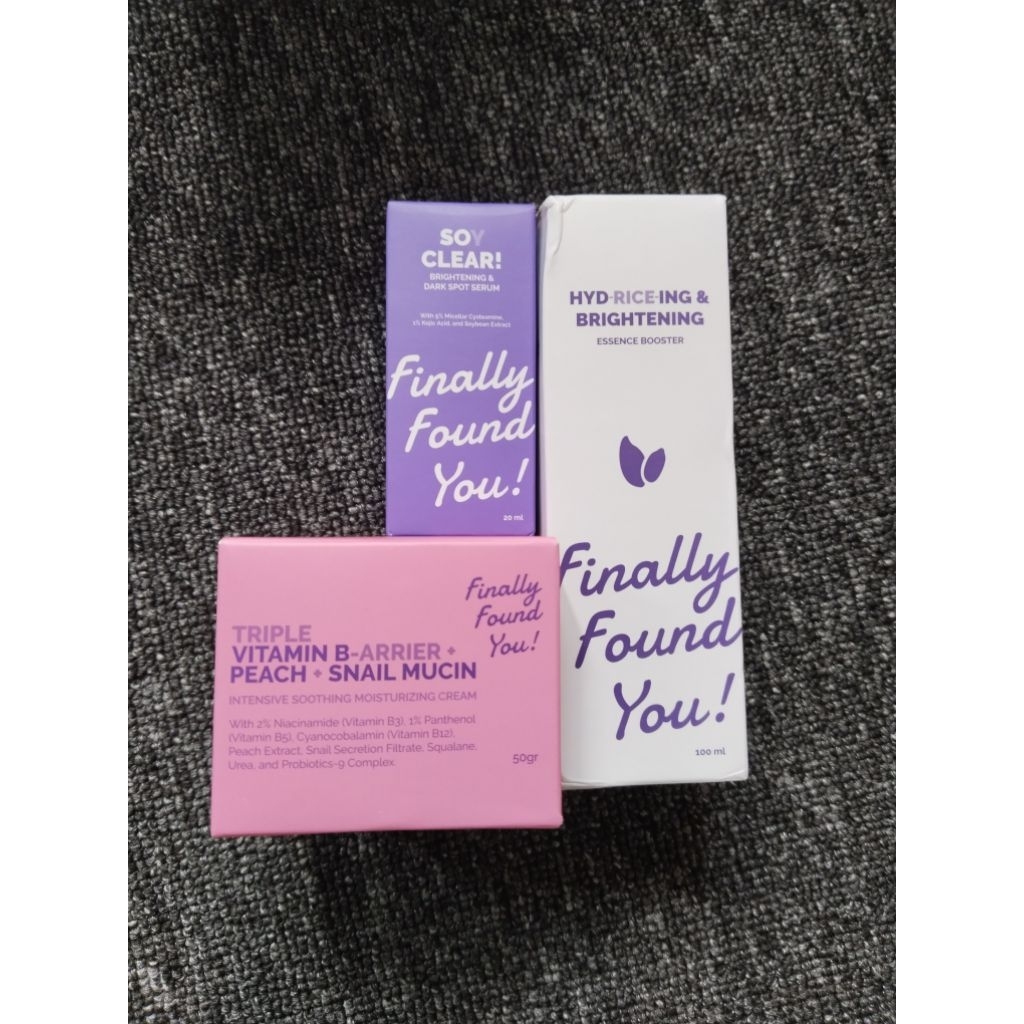 SOY
CLEAR!
BRIGHTENING &
DARK SPOT SERUM
With 5% Micellar Cysteamine,
1% Kojic Acid, and Soybean Extract
Finally
Found
You!
20 ml
HYD-RICE-ING &
BRIGHTENING
ESSENCE BOOSTER
Finally
Found
You!
100 ml
Finally
Found
You!
TRIPLE
VITAMIN B-ARRIER +
PEACH + SNAIL MUCIN
INTENSIVE SOOTHING MOISTURIZING CREAM
With 2% Niacinamide (Vitamin B3), 1% Panthenol
(Vitamin B5), Cyanocobalamin (Vitamin B12),
Peach Extract, Snail Secretion Filtrate, Squalane,
Urea, and Probiotics-9 Complex.
50gr